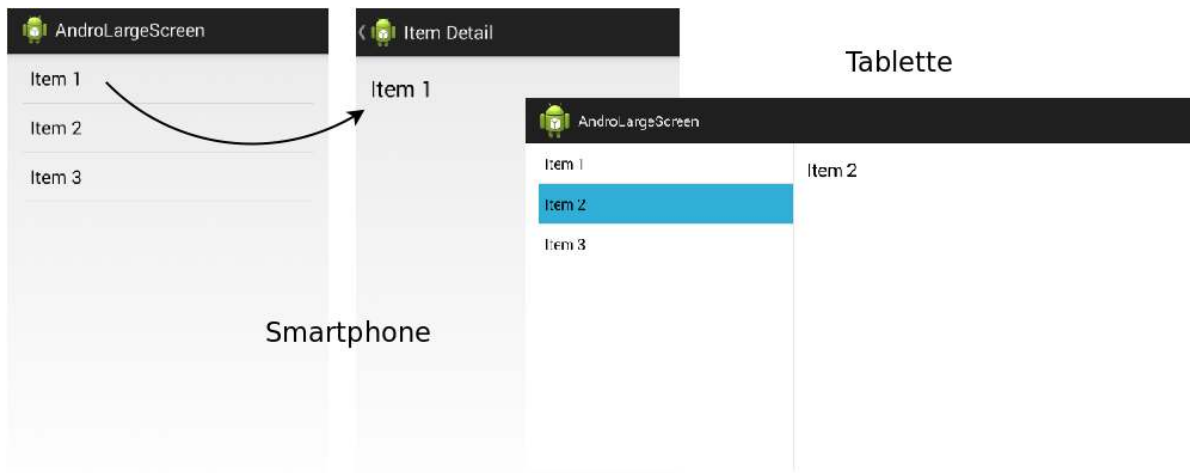 AndroLargeScreen
Item 1
Item 2
Item 3
Item Detail
Item 1
Smartphone
Tablette
AndroLargeScreen
Item 1
Item 2
Item 3
Item 2